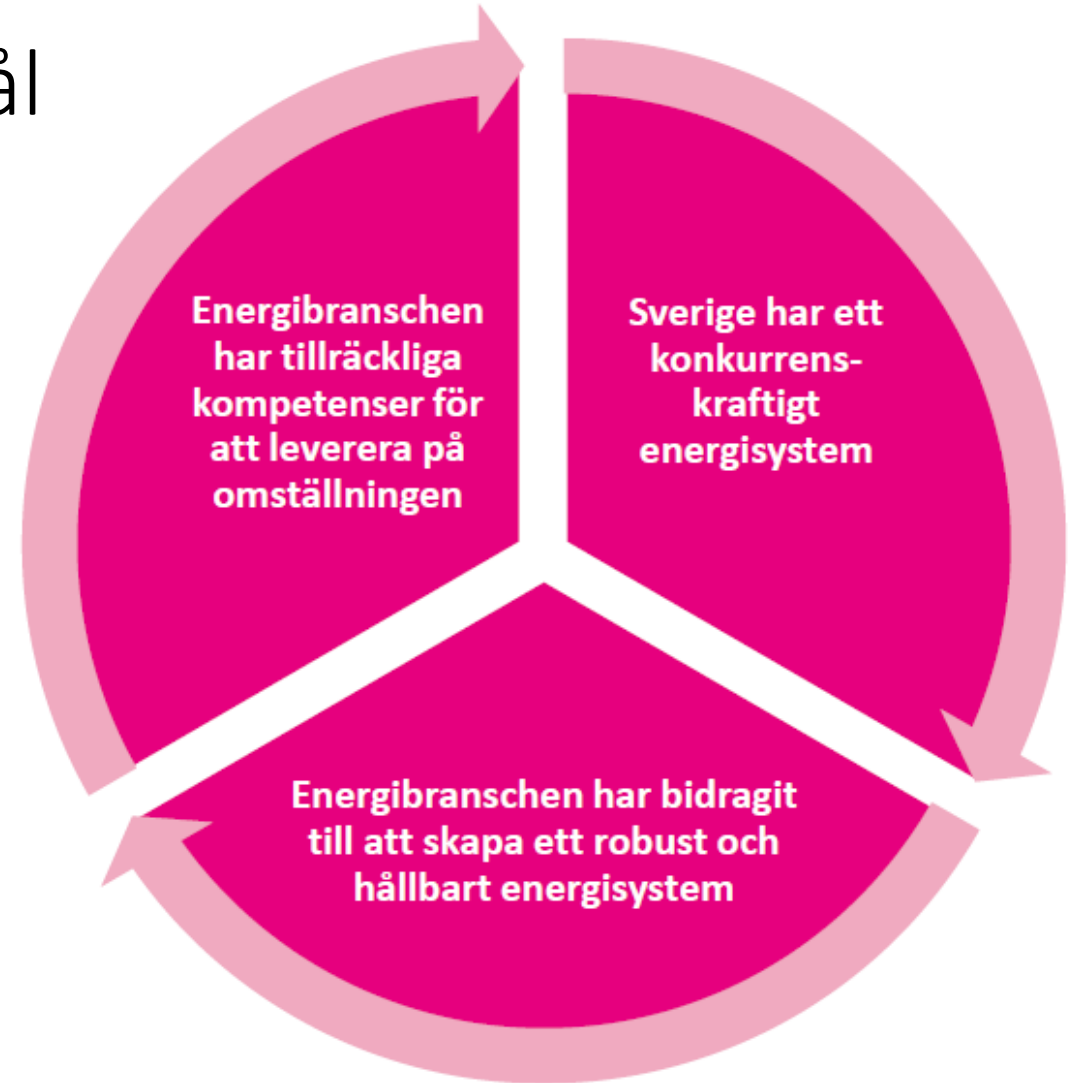 ål
Energibranschen
har tillräckliga
kompetenser för
att leverera på
omställningen
Sverige har ett
konkurrens-
kraftigt
energisystem
Energibranschen har bidragit
till att skapa ett robust och
hållbart energisystem